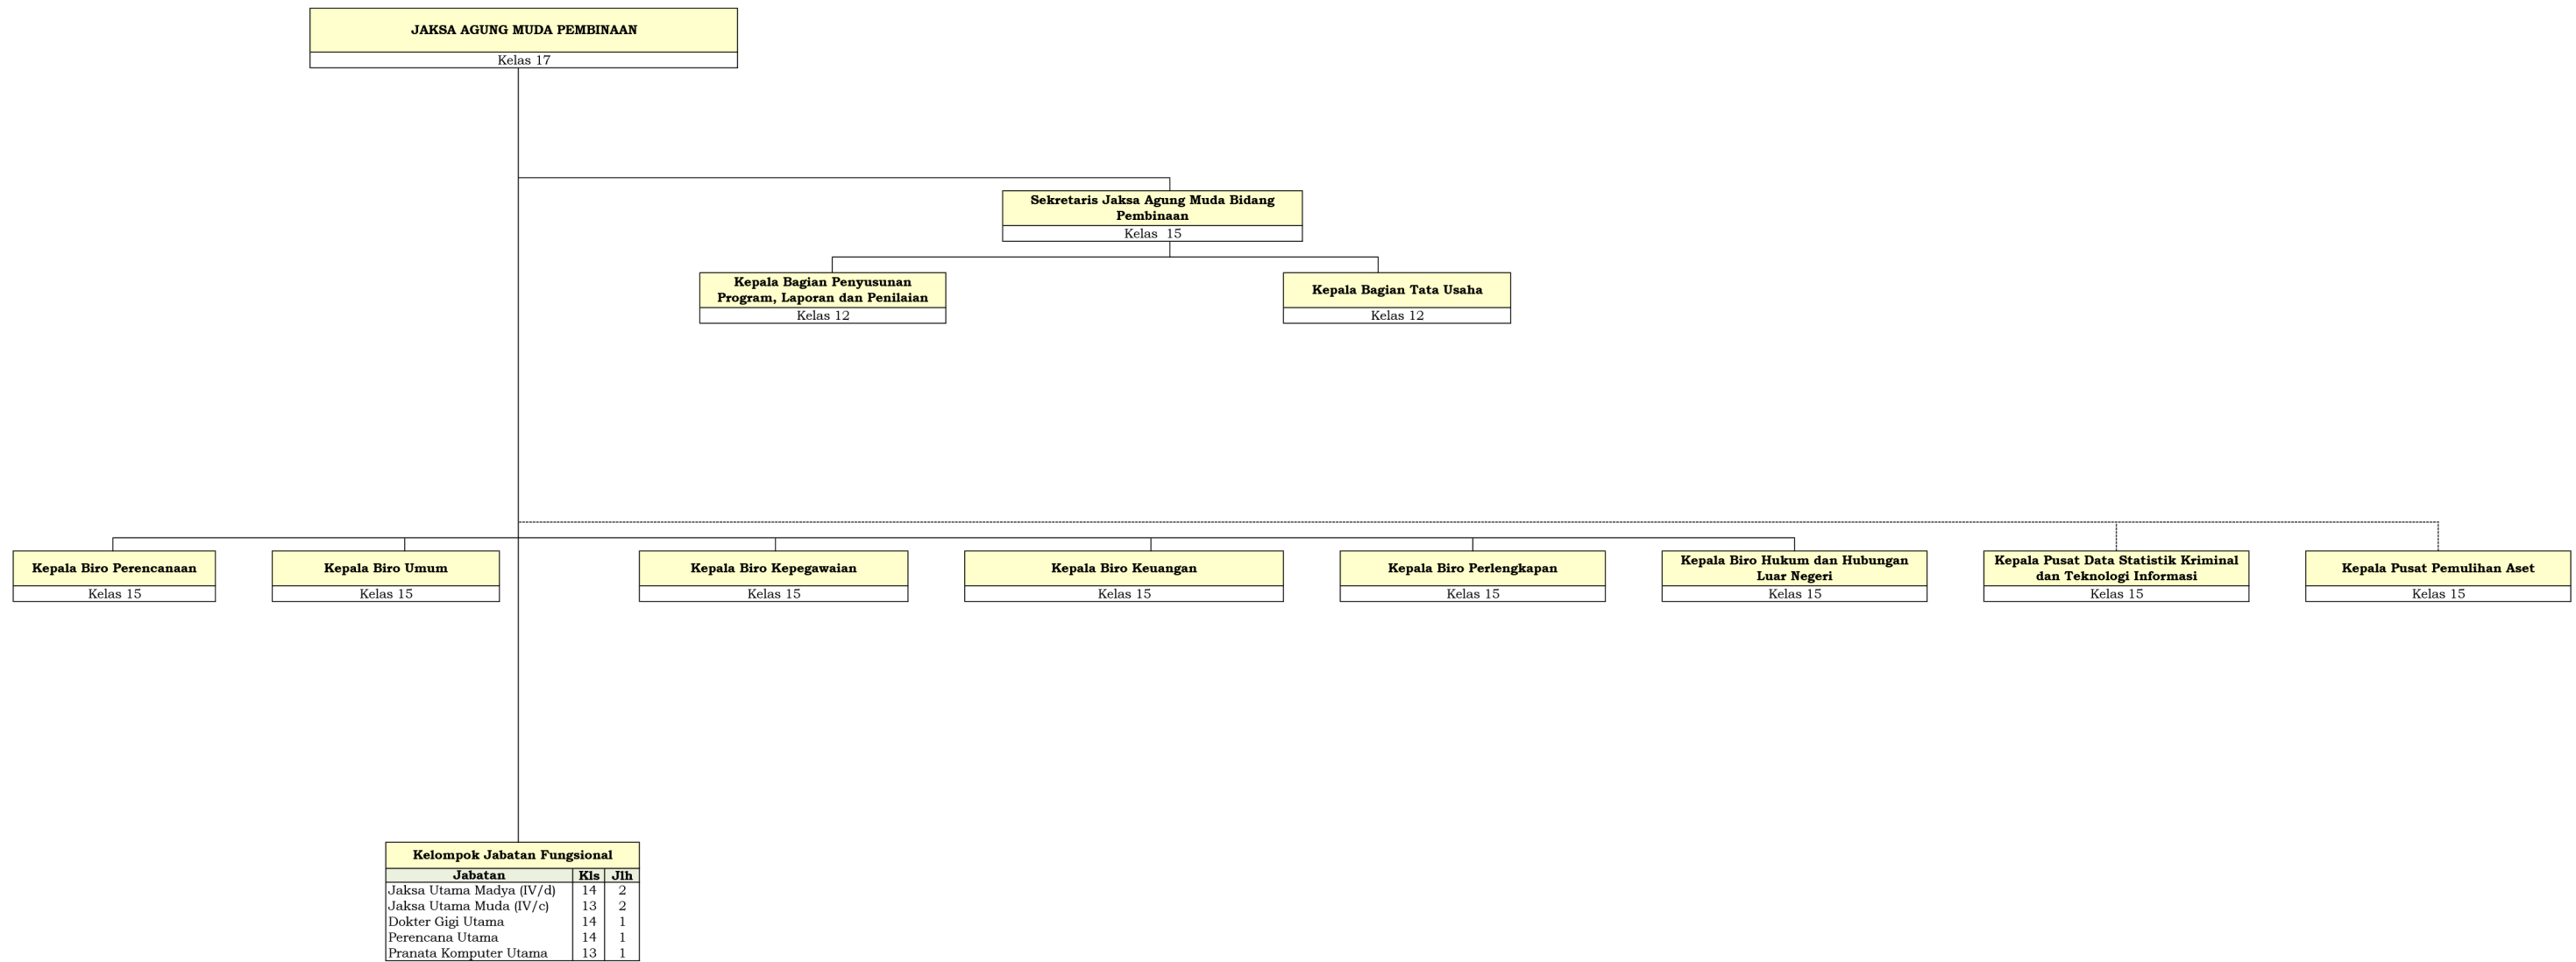 JAKSA AGUNG MUDA PEMBINAAN
Kelas 17
Sekretaris Jaksa Agung Muda Bidang
Pembinaan
Kelas  15
Kepala Bagian Penyusunan
Program, Laporan dan Penilaian
Kelas 12
Kepala Bagian Tata Usaha
Kelas 12
Kepala Biro Perencanaan
Kelas 15
Kepala Biro Umum
Kelas 15
Kepala Biro Kepegawaian
Kelas 15
Kepala Biro Keuangan
Kelas 15
Kepala Biro Perlengkapan
Kelas 15
Kepala Biro Hukum dan Hubungan
Luar Negeri
Kelas 15
Kepala Pusat Data Statistik Kriminal
dan Teknologi Informasi
Kelas 15
Kepala Pusat Pemulihan Aset
Kelas 15
Kelompok Jabatan Fungsional
Jabatan Kls Jlh
Jaksa Utama Madya (IV/d) 14 2
Jaksa Utama Muda (IV/c) 13 2
Dokter Gigi Utama 14 1
Perencana Utama 14 1
Pranata Komputer Utama 13 1